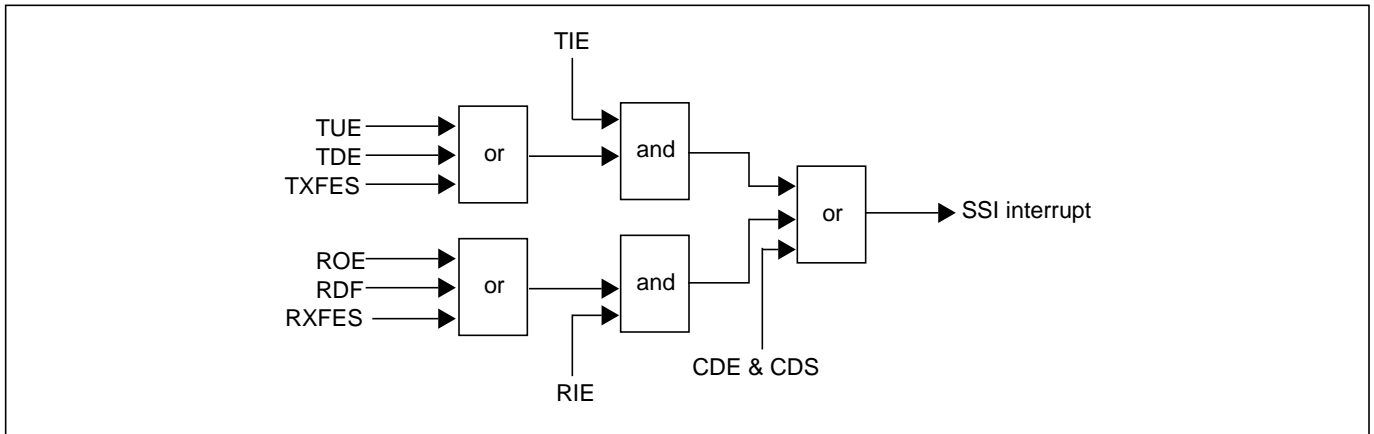 TIE
TUE
TDE
TXFES
or
and
or
SSI interrupt
ROE
RDF
RXFES
or
and
CDE & CDS
RIE